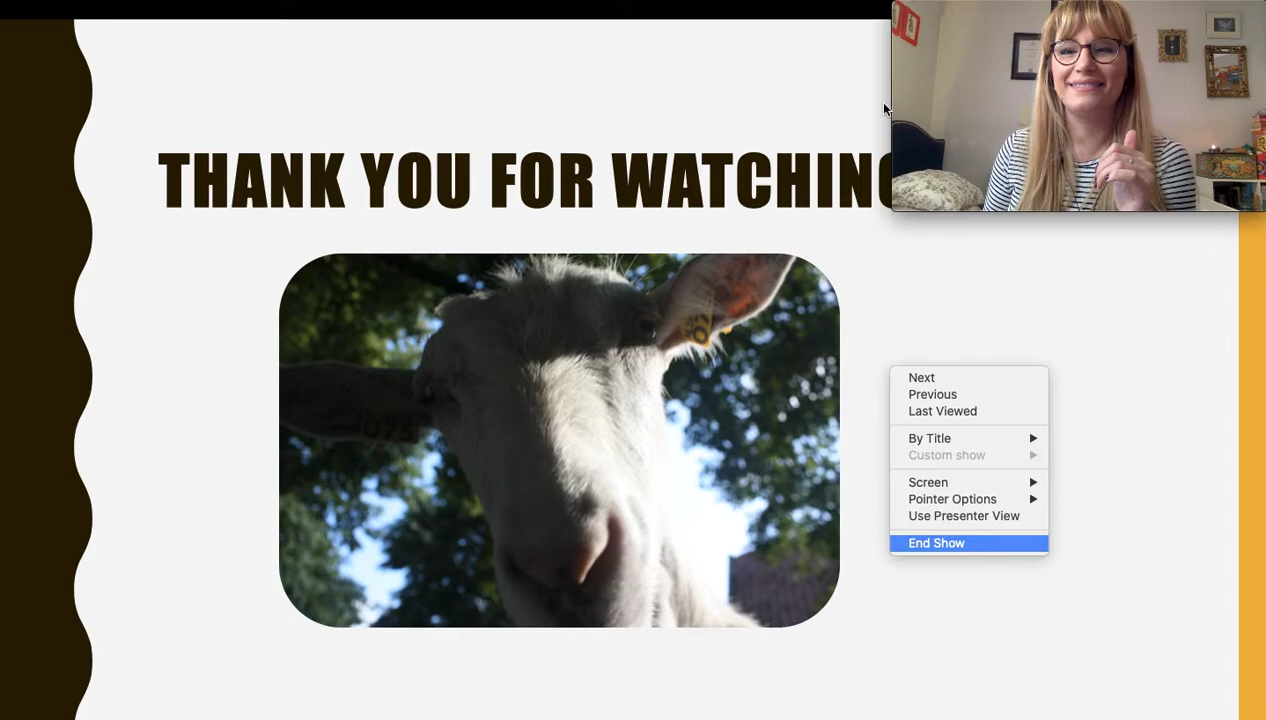 THANK YOU FOR WATCHING
Next
Previous
Last Viewed
By Title
Custom show
Screen
Pointer Options
Use Presenter View
End Show